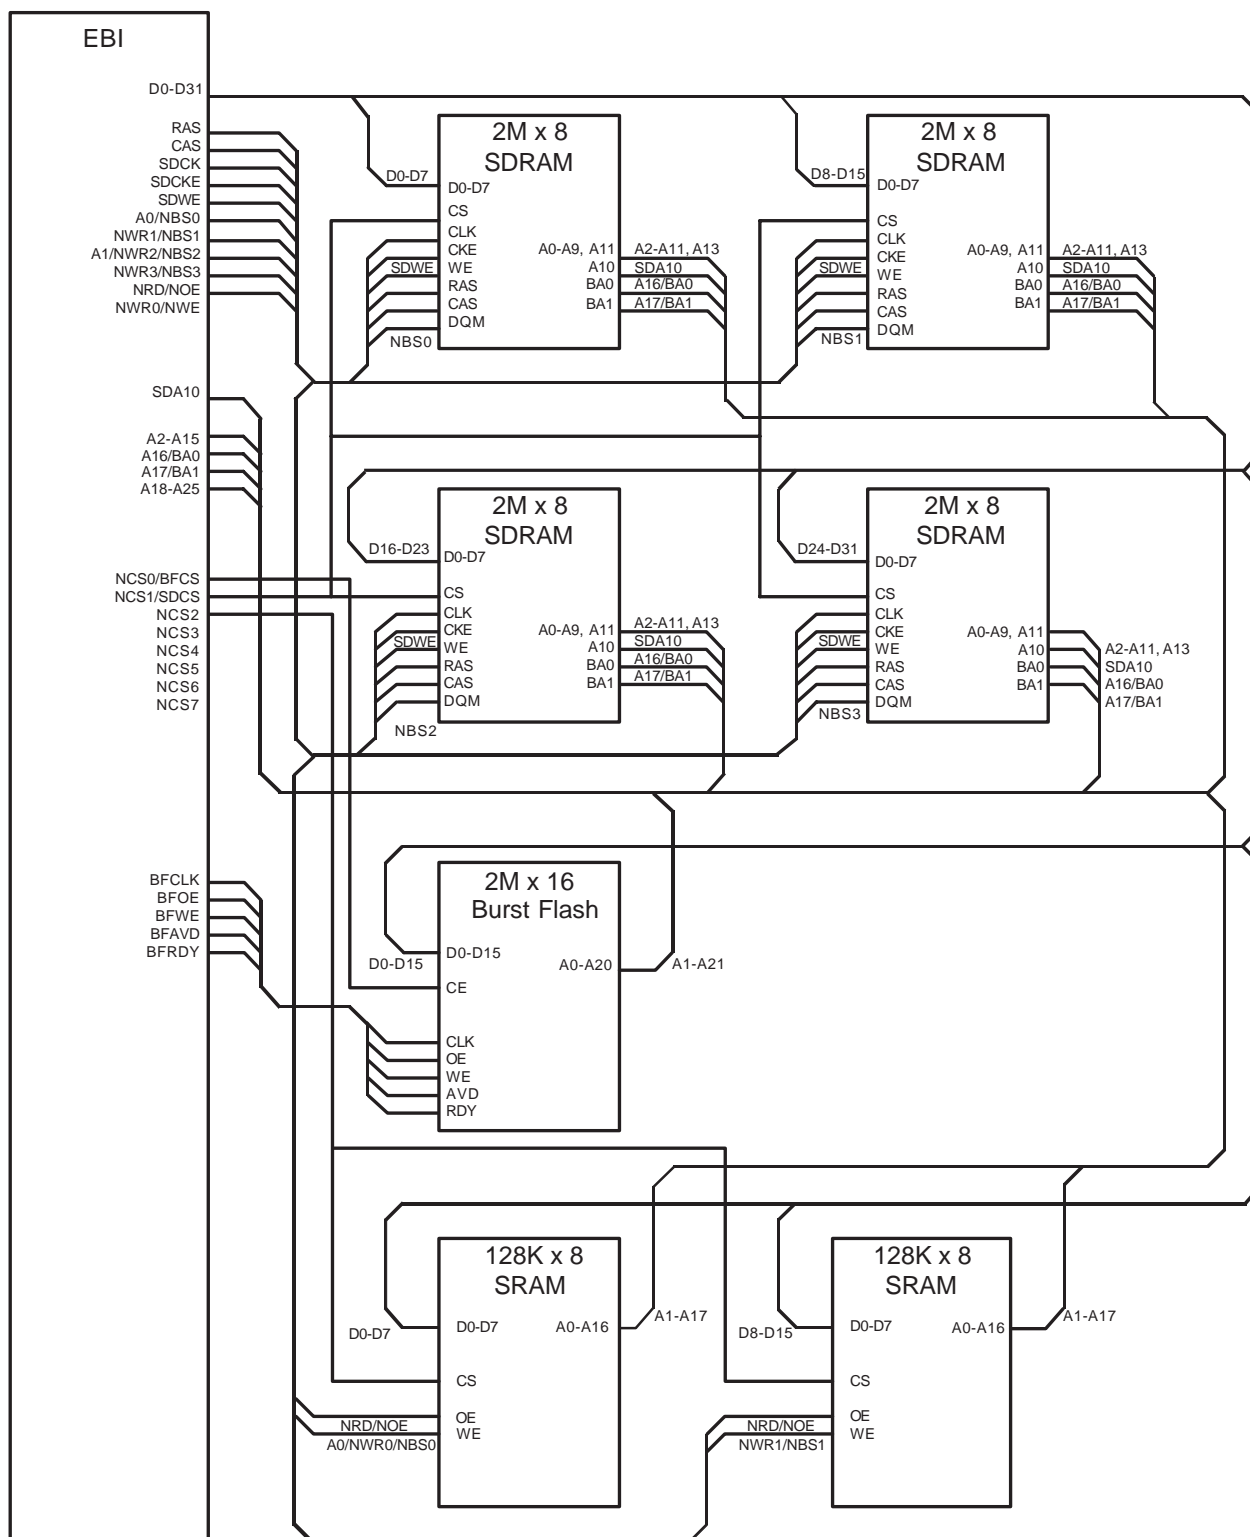 EBI
D0-D31
RAS
CAS
SDCK
SDCKE
SDWE
A0/NBS0
NWR1/NBS1
A1/NWR2/NBS2
NWR3/NBS3
NRD/NOE
NWR0/NWE
SDA10
A2-A15
A16/BA0
A17/BA1
A18-A25
NCS0/BFCS
NCS1/SDCS
NCS2
NCS3
NCS4
NCS5
NCS6
NCS7
BFCLK
BFOE
BFWE
BFAVD
BFRDY
2M x 8
SDRAM
D0-D7
D0-D7
CS
CLK
CKE
SDWE
WE
RAS
CAS
DQM
NBS0
A0-A9, A11
A10
BA0
BA1
A2-A11, A13
SDA10
A16/BA0
A17/BA1
2M x 8
SDRAM
D8-D15
D0-D7
CS
CLK
CKE
SDWE
WE
RAS
CAS
DQM
NBS1
A0-A9, A11
A10
BA0
BA1
A2-A11, A13
SDA10
A16/BA0
A17/BA1
2M x 8
SDRAM
D16-D23
D0-D7
CS
CLK
CKE
SDWE
WE
RAS
CAS
DQM
NBS2
A0-A9, A11
A10
BA0
BA1
A2-A11, A13
SDA10
A16/BA0
A17/BA1
2M x 8
SDRAM
D24-D31
D0-D7
CS
CLK
CKE
SDWE
WE
RAS
CAS
DQM
NBS3
A0-A9, A11
A10
BA0
BA1
A2-A11, A13
SDA10
A16/BA0
A17/BA1
2M x 16
Burst Flash
D0-D15
D0-D15
A0-A20
A1-A21
CE
CLK
OE
WE
AVD
RDY
128K x 8
SRAM
D0-D7
D0-D7
A0-A16
A1-A17
CS
OE
WE
NRD/NOE
A0/NWR0/NBS0
128K x 8
SRAM
D8-D15
D0-D7
A0-A16
A1-A17
CS
OE
WE
NRD/NOE
NWR1/NBS1